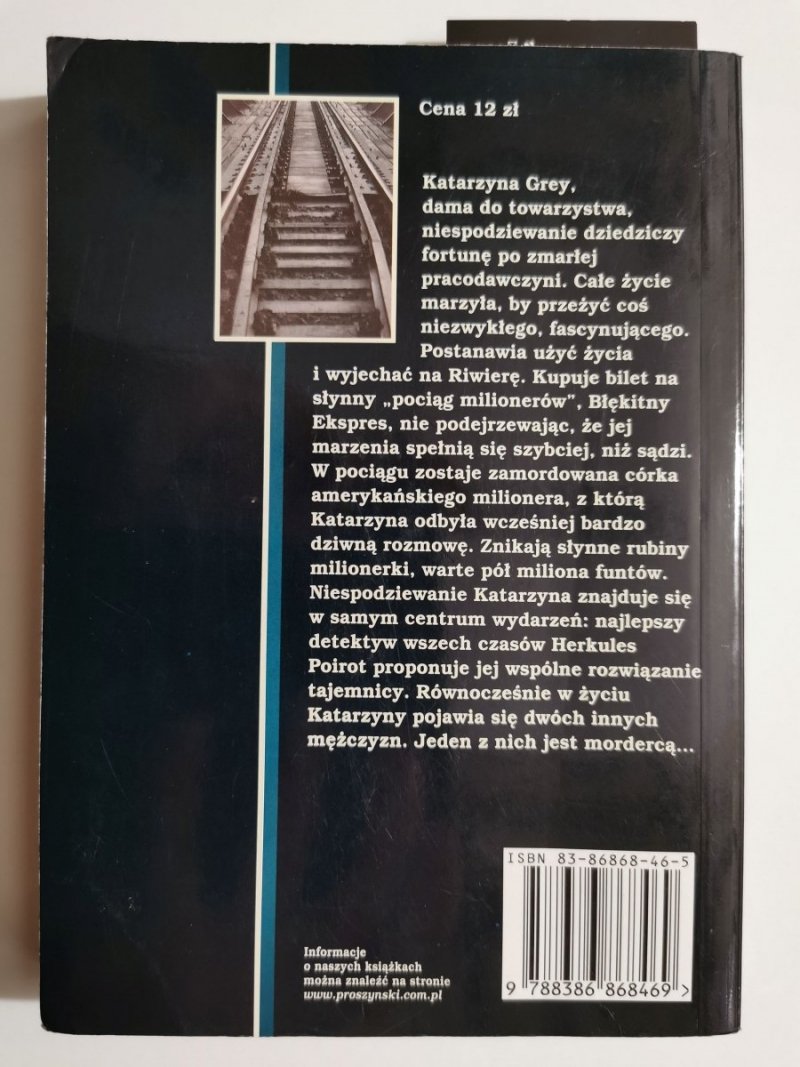 Cena 12 zł
Katarzyna Grey,
dama do towarzystwa,
niespodziewanie dziedziczy
fortunę po zmarłej
pracodawczyni. Całe życie
marzyła, by przeżyć coś
niezwykłego, fascynującego.
Postanawia użyć życia
i wyjechać na Riwierę. Kupuje bilet na
słynny „pociąg milionerów”, Błękitny
Ekspres, nie podejrzewając, że jej
marzenia spełnią się szybciej, niż sądzi.
W pociągu zostaje zamordowana córka
amerykańskiego milionera, z którą
Katarzyna odbyła wcześniej bardzo
dziwną rozmowę. Znikają słynne rubiny
milionerki, warte pół miliona funtów.
Niespodziewanie Katarzyna znajduje się
w samym centrum wydarzeń: najlepszy
detektyw wszech czasów Herkules
Poirot proponuje jej wspólne rozwiązanie
tajemnicy. Równocześnie w życiu
Katarzyny pojawia się dwóch innych
mężczyzn. Jeden z nich jest mordercą...
ISBN 83-86868-46-5
9 788386 868469 >
Informacje
o naszych książkach
można znaleźć na stronie
www.proszynski.com.pl